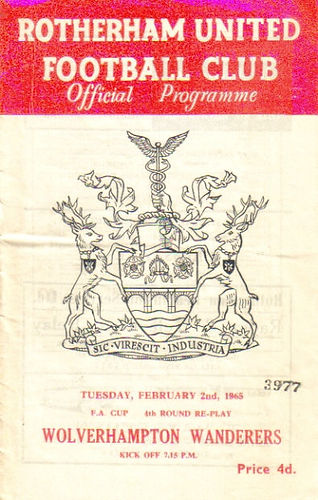 ROTHERHAM UNITED
FOOTBALL CLUB
Official Programme
SIC · VIRESCIT · INDUSTRIA
3977
TUESDAY, FEBRUARY 2nd, 1965
F.A. CUP 4th ROUND RE-PLAY
WOLVERHAMPTON WANDERERS
KICK OFF 7.15 P.M.
Price 4d.